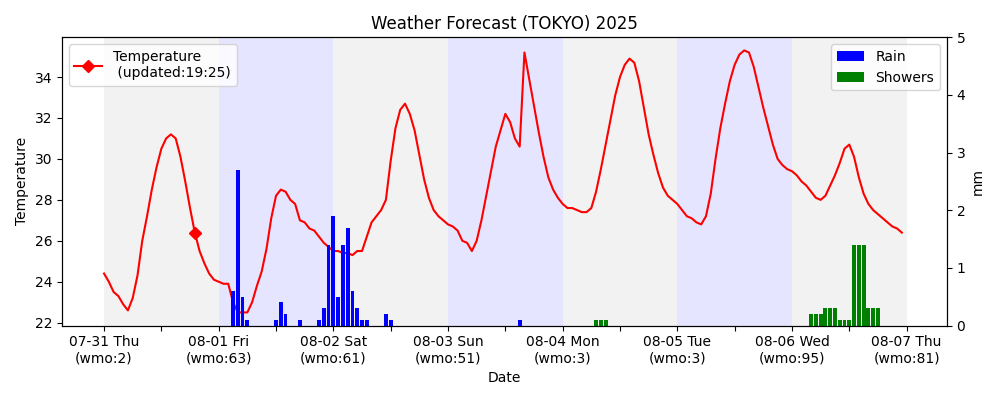 Weather Forecast (TOKYO) 2025
Temperature
(updated:19:25)
Rain
Showers
Temperature
34
32
30
28
26
24
22
5
4
3
2
1
0
mm
07-31 Thu
(wmo:2)
08-01 Fri
(wmo:63)
08-02 Sat
(wmo:61)
08-03 Sun
(wmo:51)
08-04 Mon
(wmo:3)
08-05 Tue
(wmo:3)
08-06 Wed
(wmo:95)
08-07 Thu
(wmo:81)
Date